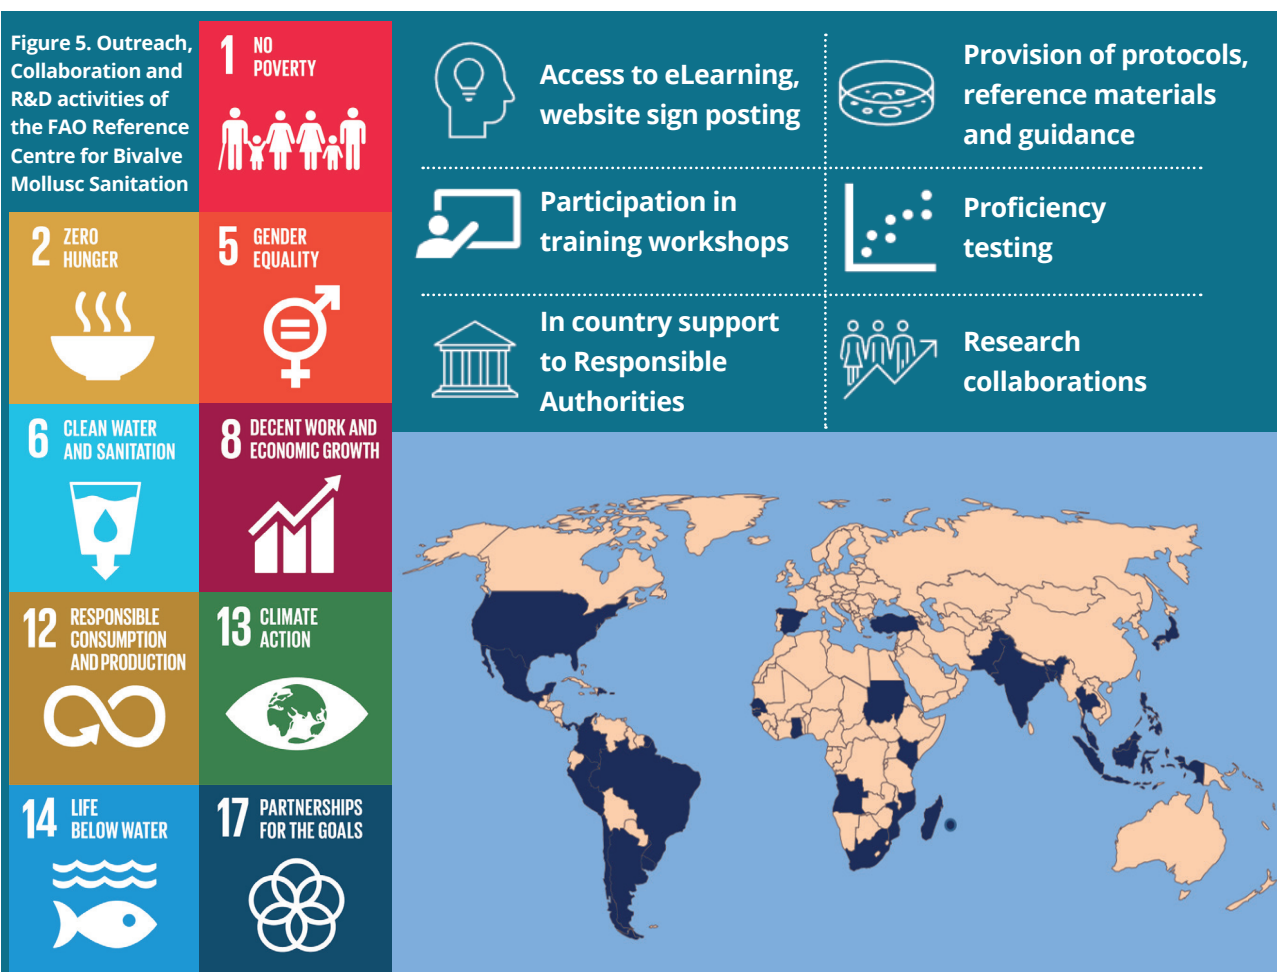 Figure 5. Outreach,
Collaboration and
R&D activities of
the FAO Reference
Centre for Bivalve
Mollusc Sanitation
1 NO
POVERTY
2 ZERO
HUNGER
5 GENDER
EQUALITY
6 CLEAN WATER
AND SANITATION
8 DECENT WORK AND
ECONOMIC GROWTH
12 RESPONSIBLE
CONSUMPTION
AND PRODUCTION
13 CLIMATE
ACTION
14 LIFE
BELOW WATER
17 PARTNERSHIPS
FOR THE GOALS
Access to eLearning,
website sign posting
Provision of protocols,
reference materials
and guidance
Participation in
training workshops
Proficiency
testing
In country support
to Responsible
Authorities
Research
collaborations